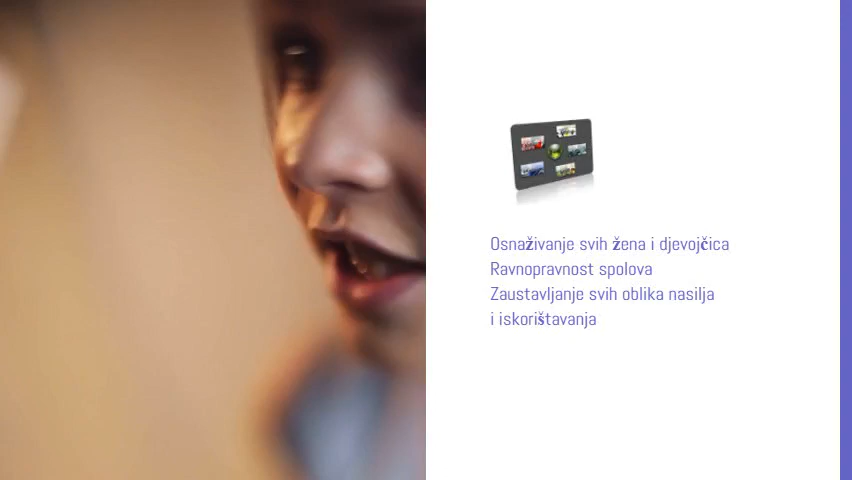 Osnaživanje svih žena i djevojčica
Ravnopravnost spolova
Zaustavljanje svih oblika nasilja
i iskorištavanja